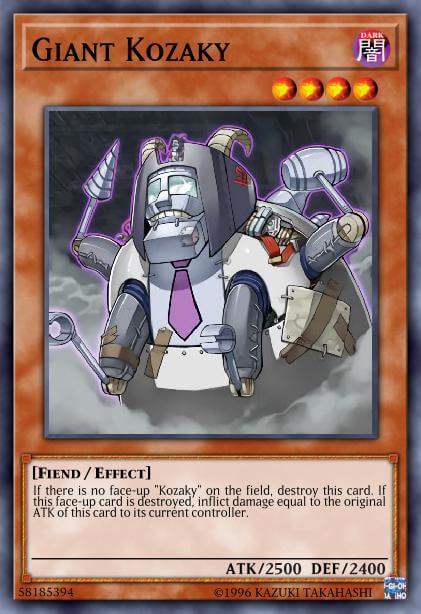 GIANT KOZAKY
DARK
闇
[FIEND / EFFECT]
If there is no face-up "Kozaky" on the field, destroy this card. If
this face-up card is destroyed, inflict damage equal to the original
ATK of this card to its current controller.
ATK/2500 DEF/2400
58185394
©1996 KAZUKI TAKAHASHI